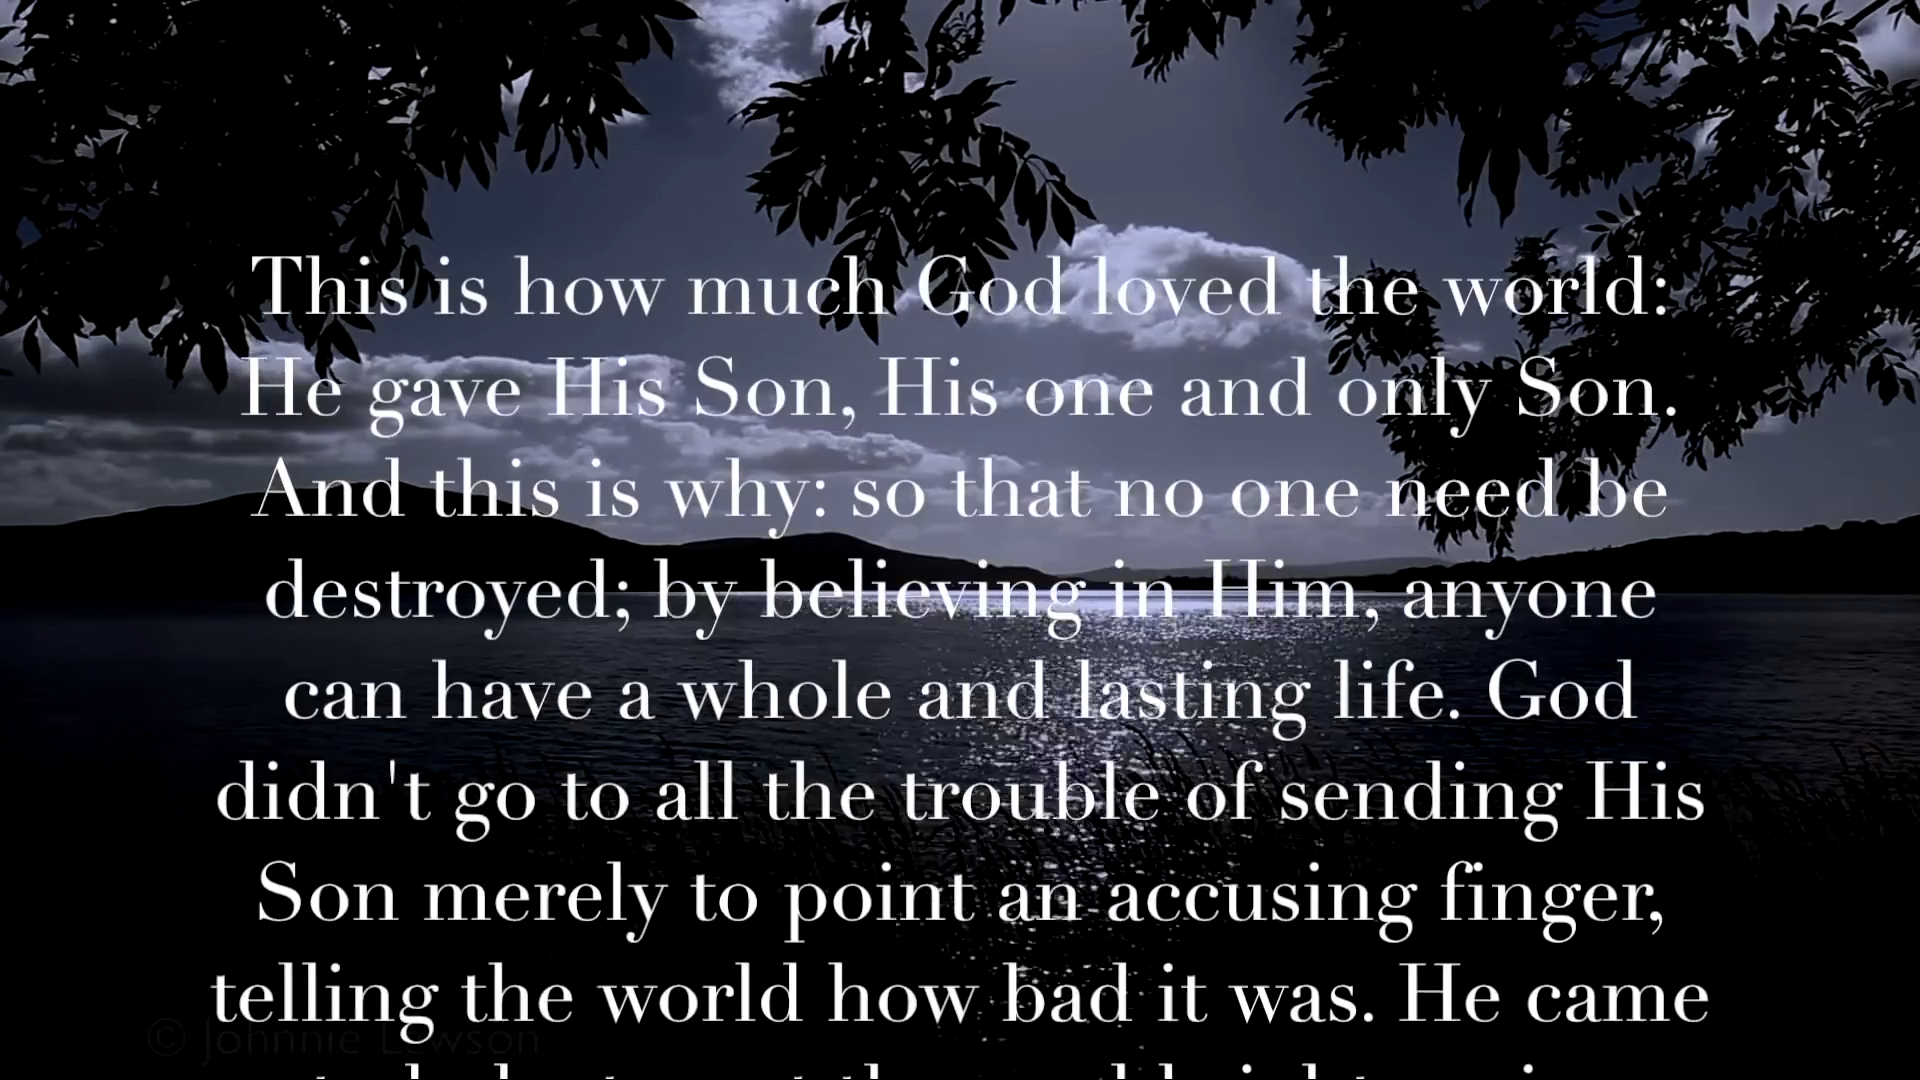 This is how much God loved the world:
He gave His Son, His one and only Son.
And this is why: so that no one need be
destroyed; by believing in Him, anyone
can have a whole and lasting life. God
didn't go to all the trouble of sending His
Son merely to point an accusing finger,
telling the world how bad it was. He came
© Johnnie Lawson